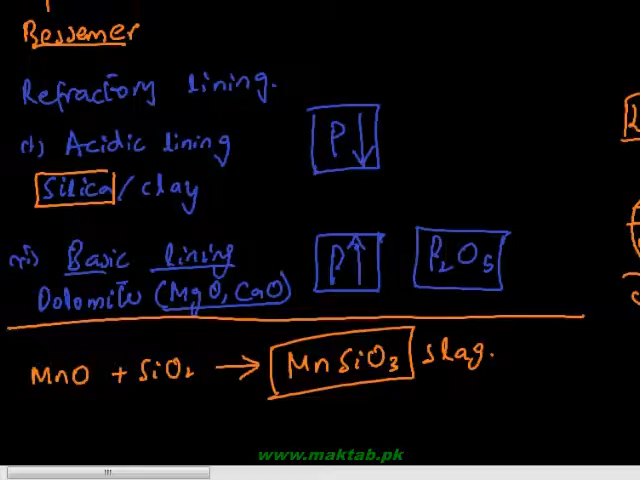 Bessemer
Refractory lining.
i) Acidic lining
Silica/clay
P↓
ii) Basic lining
Dolomite (MgO, CaO)
P↑
P₂O₅
MnO + SiO₂ → MnSiO₃ slag.
www.maktab.pk